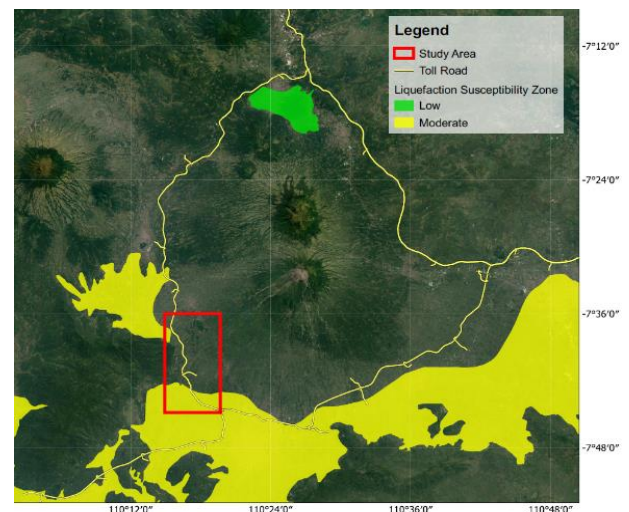 Legend
Study Area
Toll Road
Liquefaction Susceptibility Zone
Low
Moderate
-7°12'0"
-7°24'0"
-7°36'0"
-7°48'0"
110°12'0"
110°24'0"
110°36'0"
110°48'0"